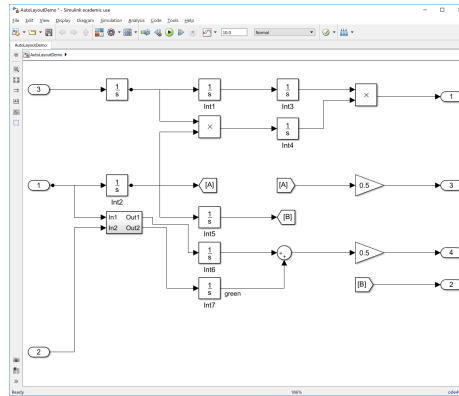 AutoLayoutDemo * - Simulink academic use
File Edit View Display Diagram Simulation Analysis Code Tools Help
10.0 Normal
AutoLayoutDemo
AutoLayoutDemo
3 1 s 1 s Int1 1 s Int3 × 1
× 1 s Int4
1 1 s Int2 [A] [A] 0.5 3
In1 Out1
In2 Out2
1 s Int5 [B]
1 s Int6 + + 0.5 4
1 s Int7 green [B] 2
2
Ready 186% ode4